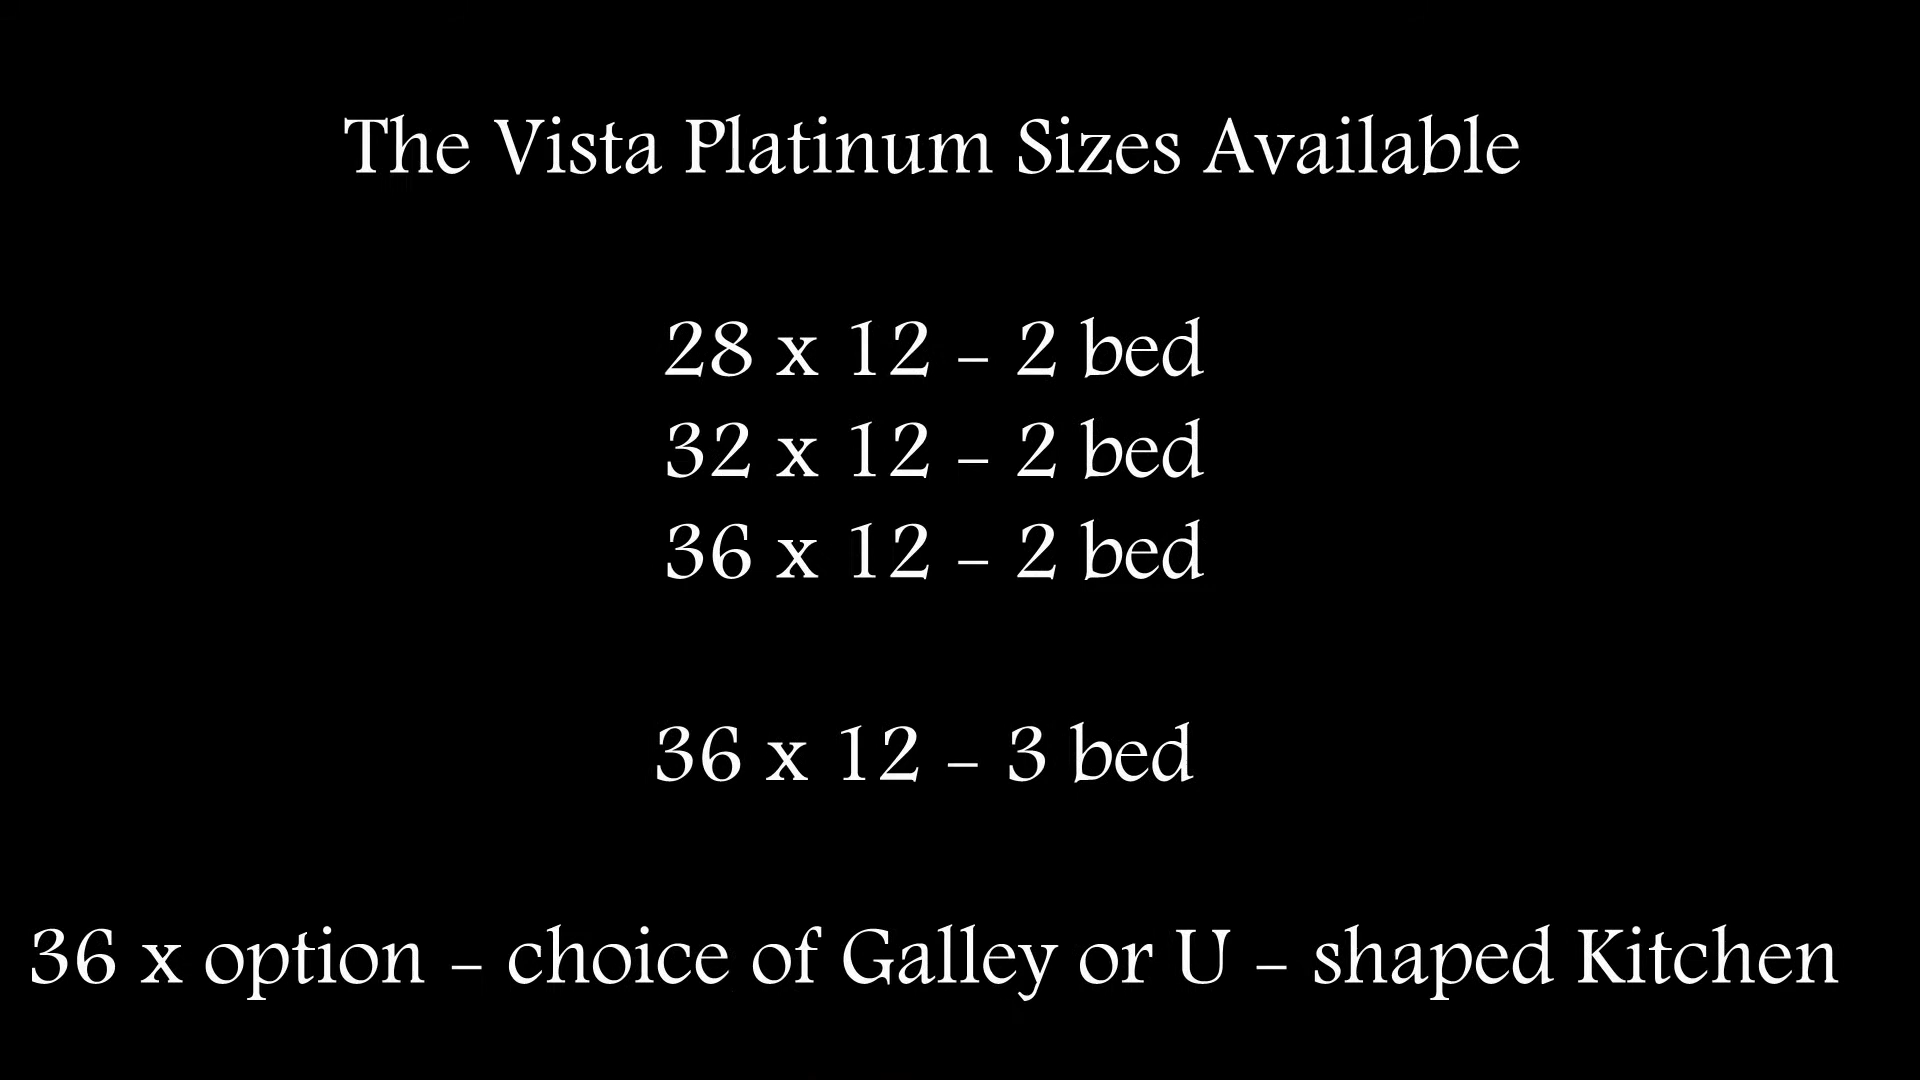 The Vista Platinum Sizes Available
28 x 12 – 2 bed
32 x 12 – 2 bed
36 x 12 – 2 bed
36 x 12 – 3 bed
36 x option – choice of Galley or U – shaped Kitchen